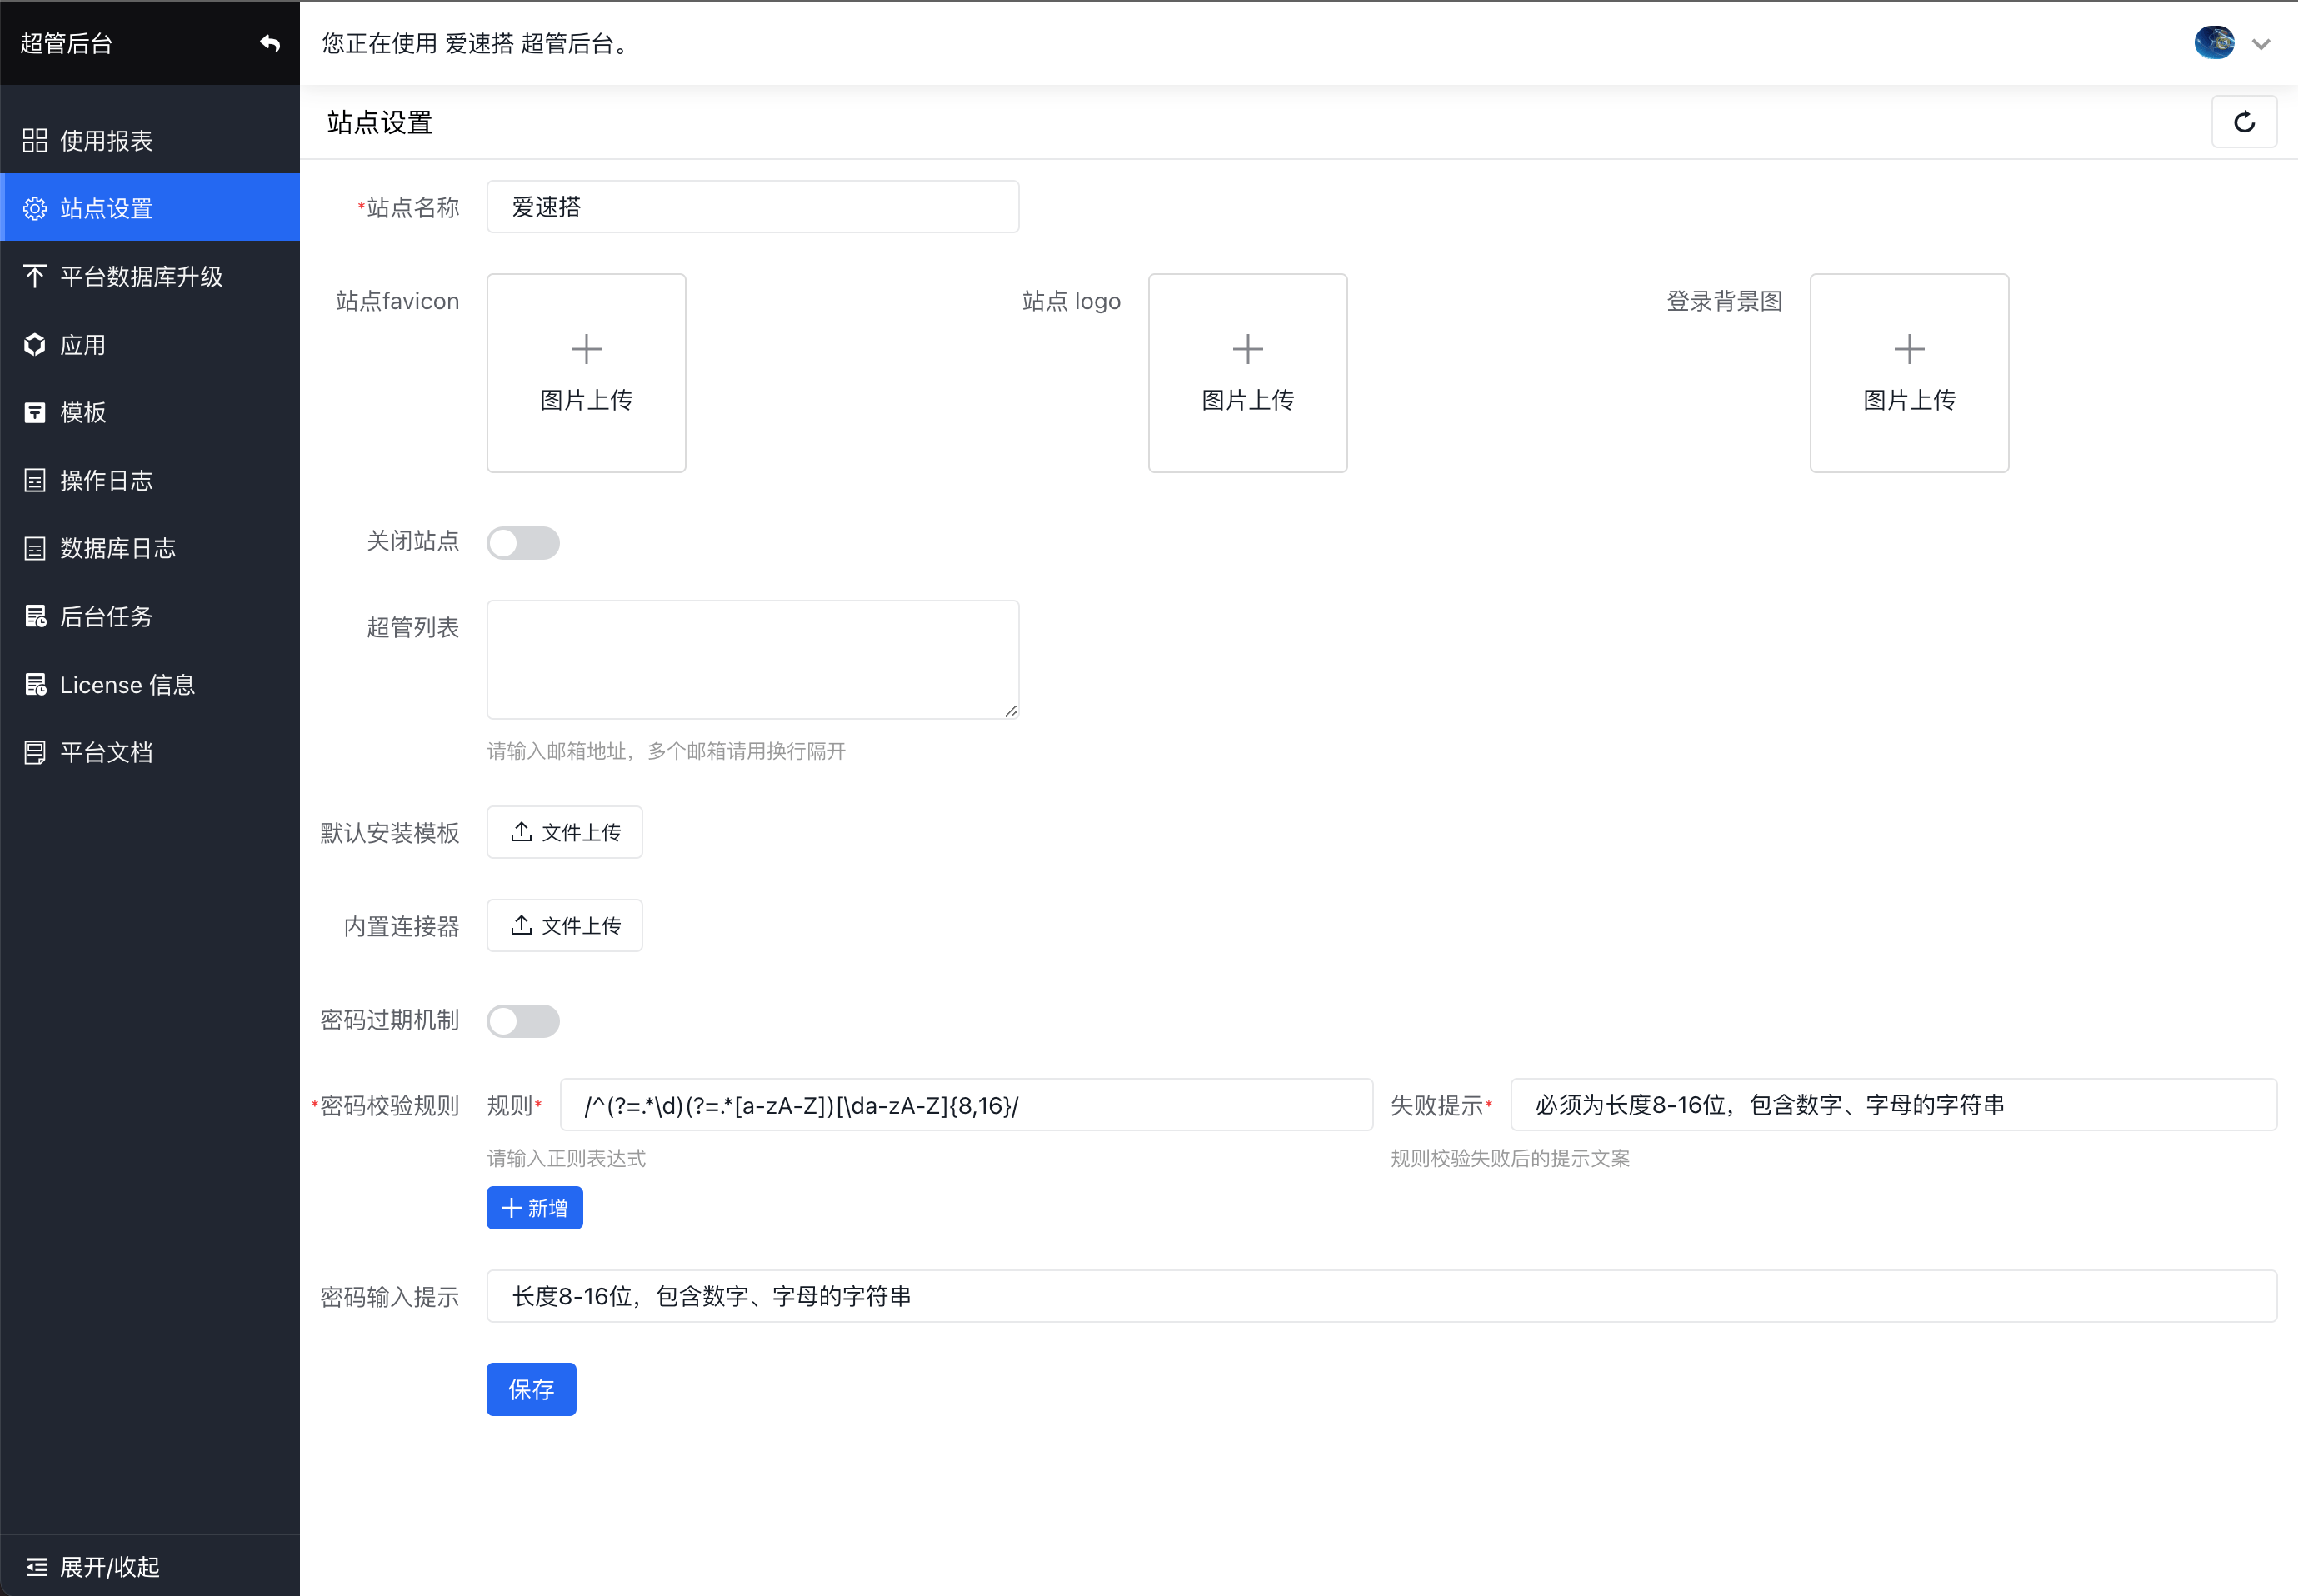 超管后台
您正在使用 爱速搭 超管后台。
使用报表
站点设置
平台数据库升级
应用
模板
操作日志
数据库日志
后台任务
License 信息
平台文档
展开/收起
站点设置
*站点名称 爱速搭
站点favicon 图片上传
站点 logo 图片上传
登录背景图 图片上传
关闭站点
超管列表
请输入邮箱地址，多个邮箱请用换行隔开
默认安装模板 文件上传
内置连接器 文件上传
密码过期机制
*密码校验规则 规则* /^(?=.*\d)(?=.*[a-zA-Z])[\da-zA-Z]{8,16}/ 失败提示* 必须为长度8-16位，包含数字、字母的字符串
请输入正则表达式 规则校验失败后的提示文案
新增
密码输入提示 长度8-16位，包含数字、字母的字符串
保存